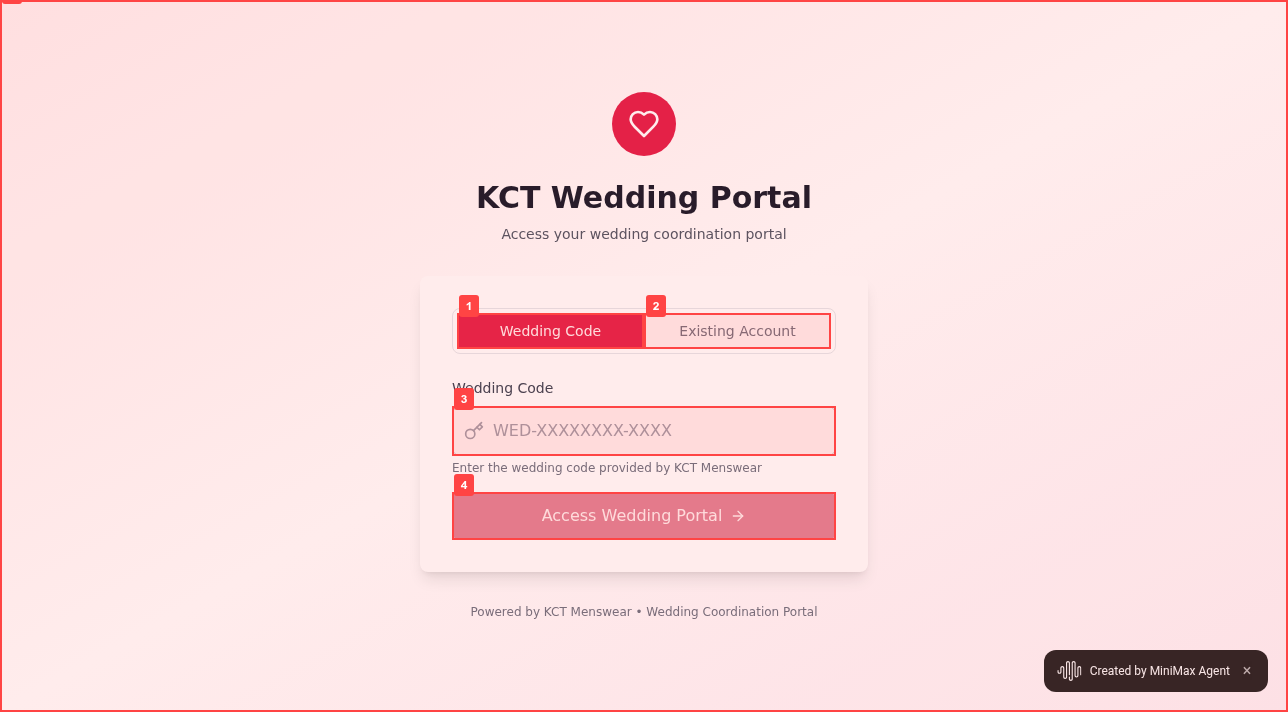 KCT Wedding Portal
Access your wedding coordination portal
1
2
Wedding Code
Existing Account
Wedding Code
3
WED-XXXXXXXX-XXXX
Enter the wedding code provided by KCT Menswear
4
Access Wedding Portal →
Powered by KCT Menswear • Wedding Coordination Portal
Created by MiniMax Agent ×